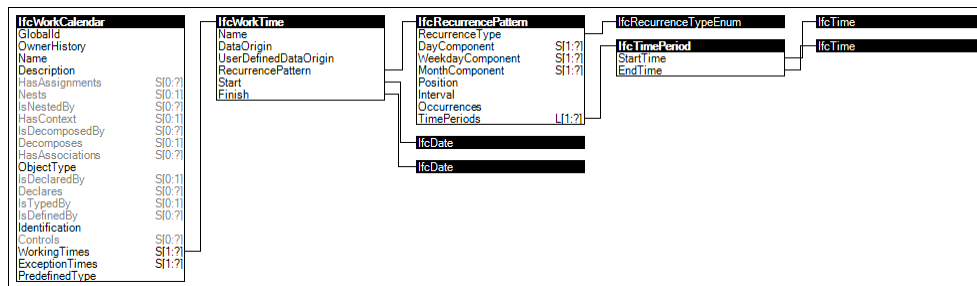 IfcWorkCalendar
GlobalId
OwnerHistory
Name
Description
HasAssignments S[0:?]
Nests S[0:1]
IsNestedBy S[0:?]
HasContext S[0:1]
IsDecomposedBy S[0:?]
Decomposes S[0:1]
HasAssociations S[0:?]
ObjectType
IsDeclaredBy S[0:1]
Declares S[0:?]
IsTypedBy S[0:1]
IsDefinedBy S[0:?]
Identification
Controls S[0:?]
WorkingTimes S[1:?]
ExceptionTimes S[1:?]
PredefinedType
IfcWorkTime
Name
DataOrigin
UserDefinedDataOrigin
RecurrencePattern
Start
Finish
IfcRecurrencePattern
RecurrenceType
DayComponent S[1:?]
WeekdayComponent S[1:?]
MonthComponent S[1:?]
Position
Interval
Occurrences
TimePeriods L[1:?]
IfcDate
IfcDate
IfcRecurrenceTypeEnum
IfcTimePeriod
StartTime
EndTime
IfcTime
IfcTime